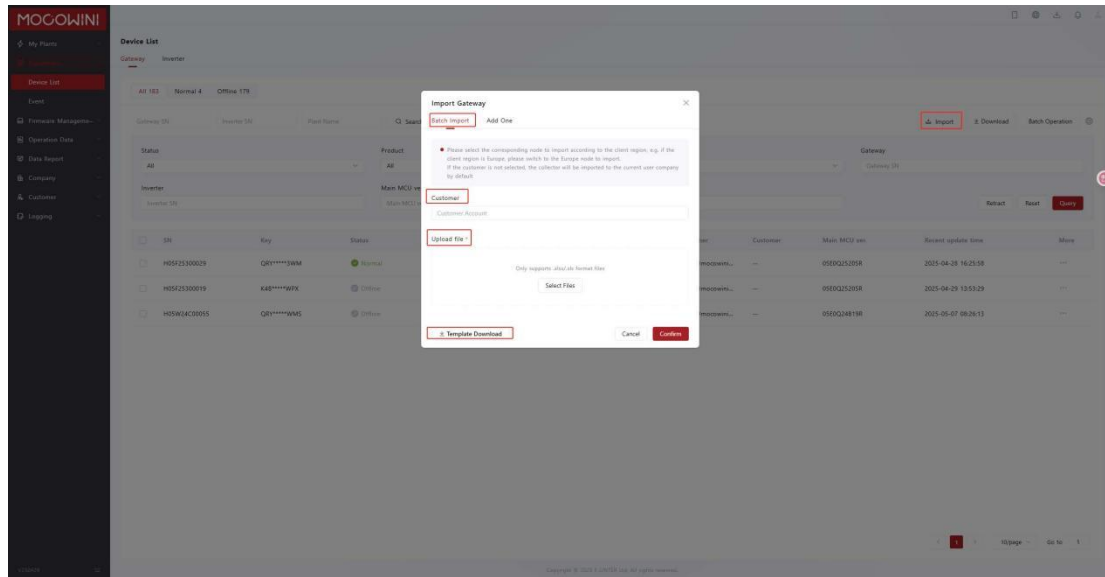 MOCOWINI
My Plants
Device List
Event
Firmware Manageme...
Operation Data
Data Report
Company
Customer
Logging
Device List
Gateway Inverter
All 183 Normal 4 Offline 179
Gateway SN Inverter SN Plant Name Search
Import Download Batch Operation
Status Product Gateway
All All Gateway SN
Inverter Main MCU ve
Inverter SN
Retract Reset Query
SN Key Status Customer Main MCU ver. Recent update time More
H05F25300029 QRY*****3WM Normal mocowini... --- 05E0Q25205R 2025-04-28 16:25:58 ...
H05F25300019 KAB*****WPX Offline mocowini... --- 05E0Q25205R 2025-04-29 13:53:29 ...
H05W24C00055 QRY*****WMS Offline mocowini... --- 05E0Q24819R 2025-05-07 08:26:13 ...
Import Gateway
Batch Import Add One
Please select the corresponding node to import according to the client region, e.g. if the
client region is Europe, please switch to the Europe node to import.
If the customer is not selected, the collector will be imported to the current user company
by default
Customer
Customer Account
Upload file *
Only supports .xlsx/.xls format files
Select Files
Template Download Cancel Confirm
1 10/page Go to 1